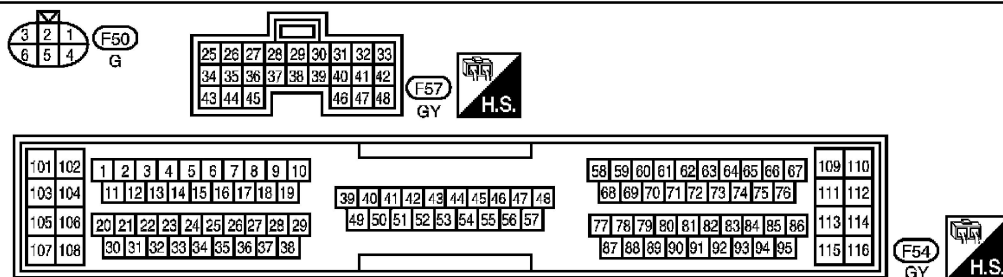 3 2 1
6 5 4
F50
G
25 26 27 28 29 30 31 32 33
34 35 36 37 38 39 40 41 42
43 44 45 46 47 48
F57
GY
H.S.
101 102
103 104
105 106
107 108
1 2 3 4 5 6 7 8 9 10
11 12 13 14 15 16 17 18 19
20 21 22 23 24 25 26 27 28 29
30 31 32 33 34 35 36 37 38
39 40 41 42 43 44 45 46 47 48
49 50 51 52 53 54 55 56 57
58 59 60 61 62 63 64 65 66 67
68 69 70 71 72 73 74 75 76
77 78 79 80 81 82 83 84 85 86
87 88 89 90 91 92 93 94 95
109 110
111 112
113 114
115 116
F54
GY
H.S.